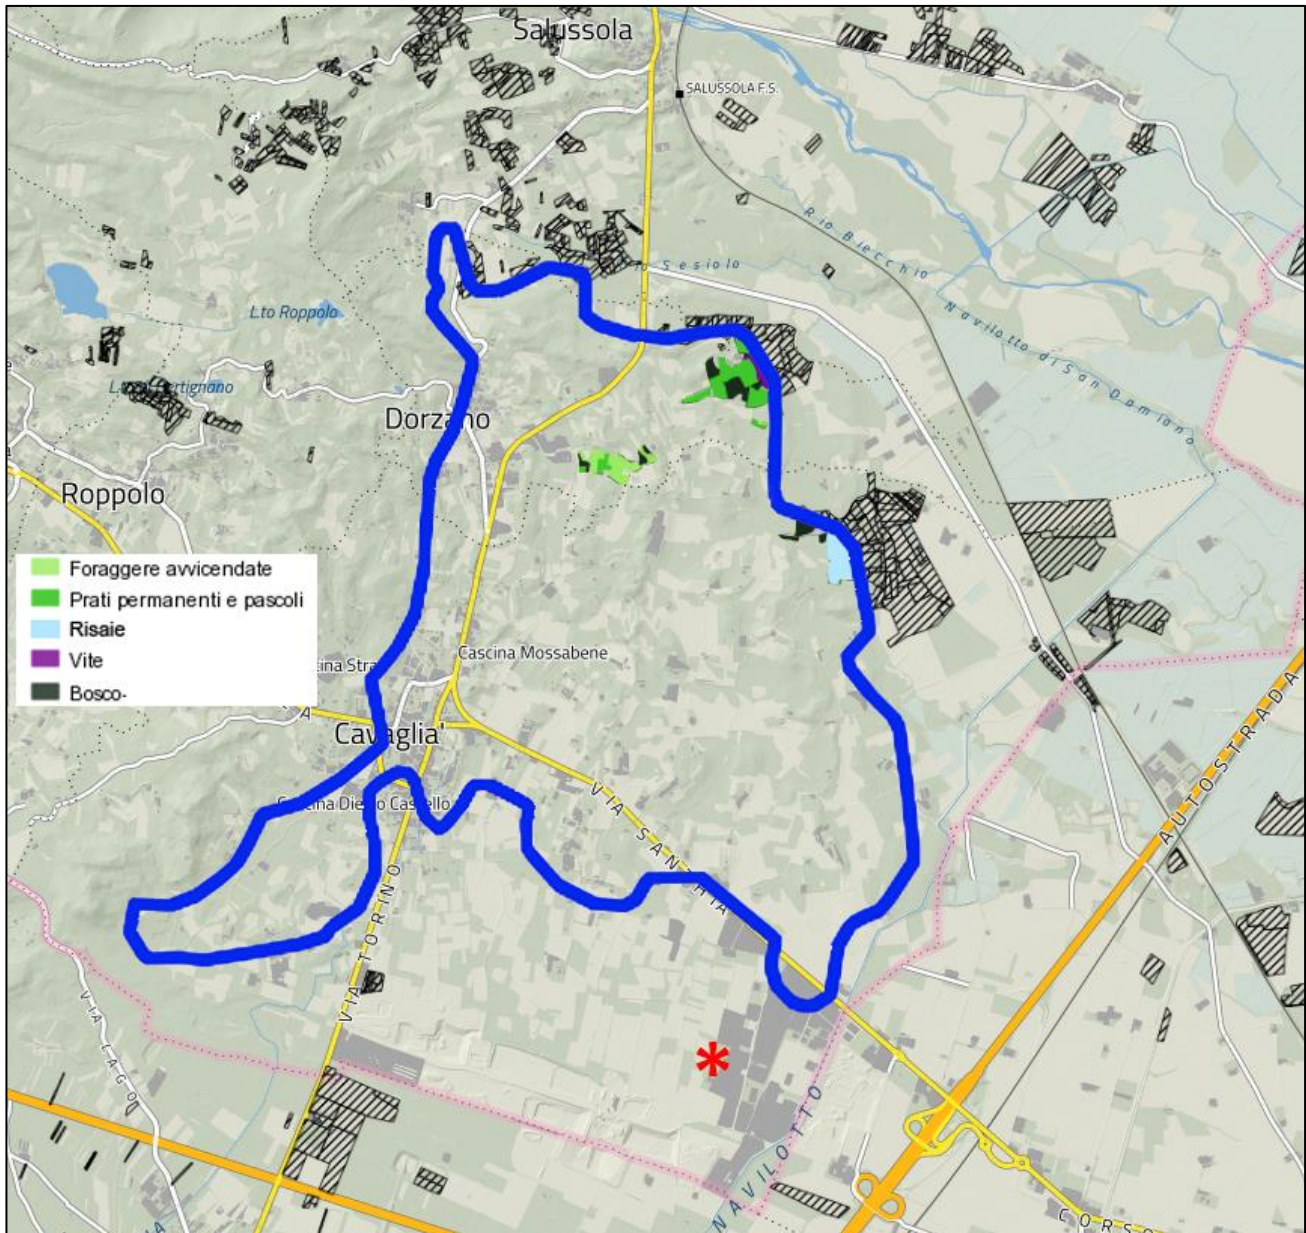 Salussola
SALUSSOLA F.S.
Rio Biecchio
Sesiolo
L.to Roppolo
Navilotto di San Damiano
Dorzano
Roppolo
Foraggere avvicendate
Prati permanenti e pascoli
Risaie
Vite
Bosco-
Cascina Mossabene
Cavaglia'
VIA SANTHIA
AUTOSTRADA
VIA TORINO
VIA LAGO
*
NAVILOTTO
CORSO